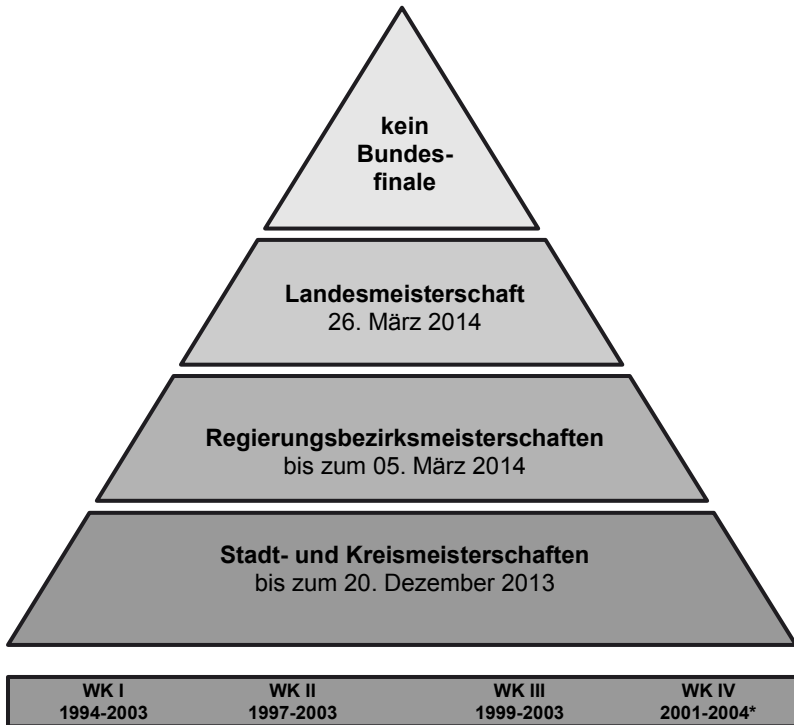 kein
Bundes-
finale
Landesmeisterschaft
26. März 2014
Regierungsbezirksmeisterschaften
bis zum 05. März 2014
Stadt- und Kreismeisterschaften
bis zum 20. Dezember 2013
WK I WK II WK III WK IV
1994-2003 1997-2003 1999-2003 2001-2004*